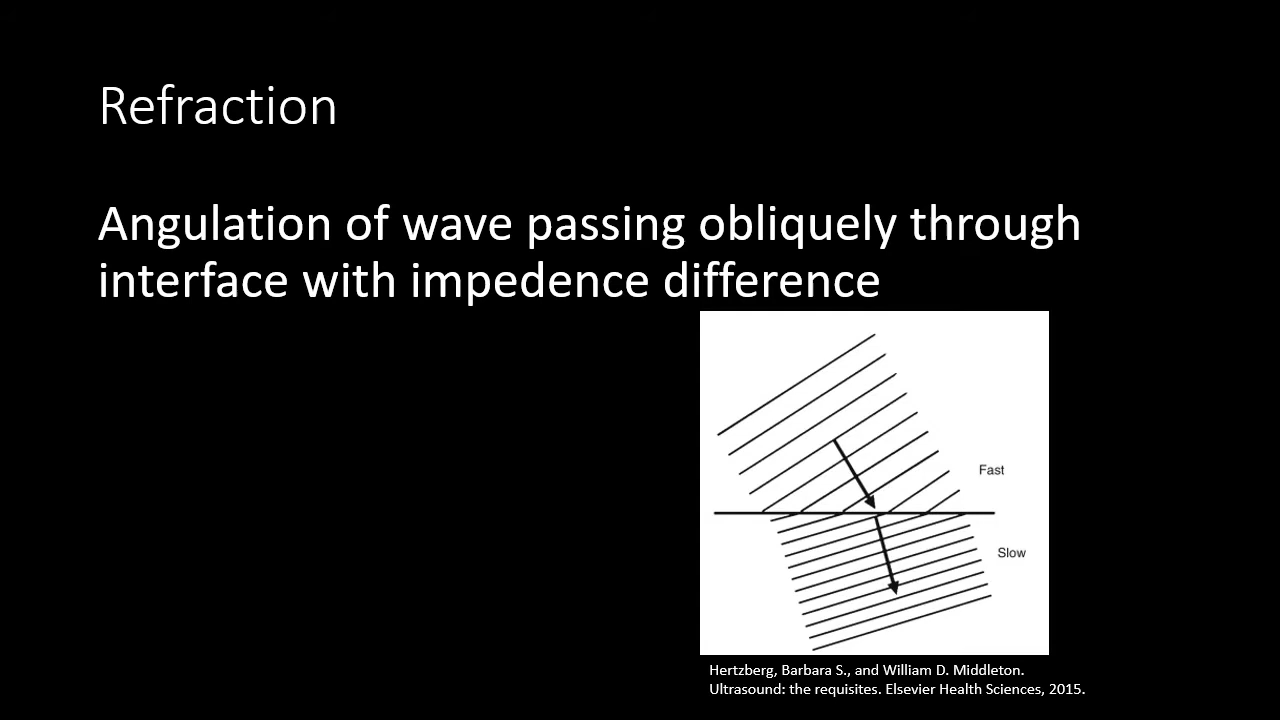 Refraction
Angulation of wave passing obliquely through
interface with impedence difference
Fast
Slow
Hertzberg, Barbara S., and William D. Middleton.
Ultrasound: the requisites. Elsevier Health Sciences, 2015.